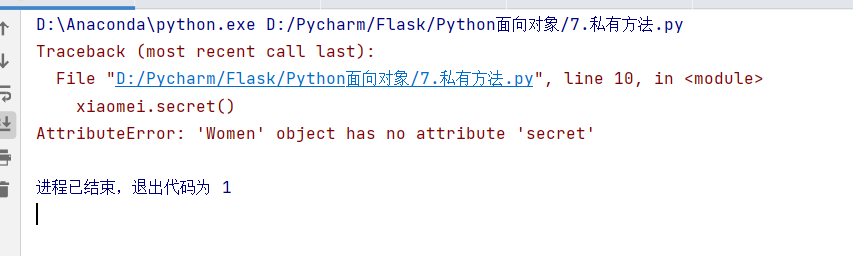 D:\Anaconda\python.exe D:/Pycharm/Flask/Python面向对象/7.私有方法.py
Traceback (most recent call last):
  File "D:/Pycharm/Flask/Python面向对象/7.私有方法.py", line 10, in <module>
    xiaomei.secret()
AttributeError: 'Women' object has no attribute 'secret'
进程已结束，退出代码为 1